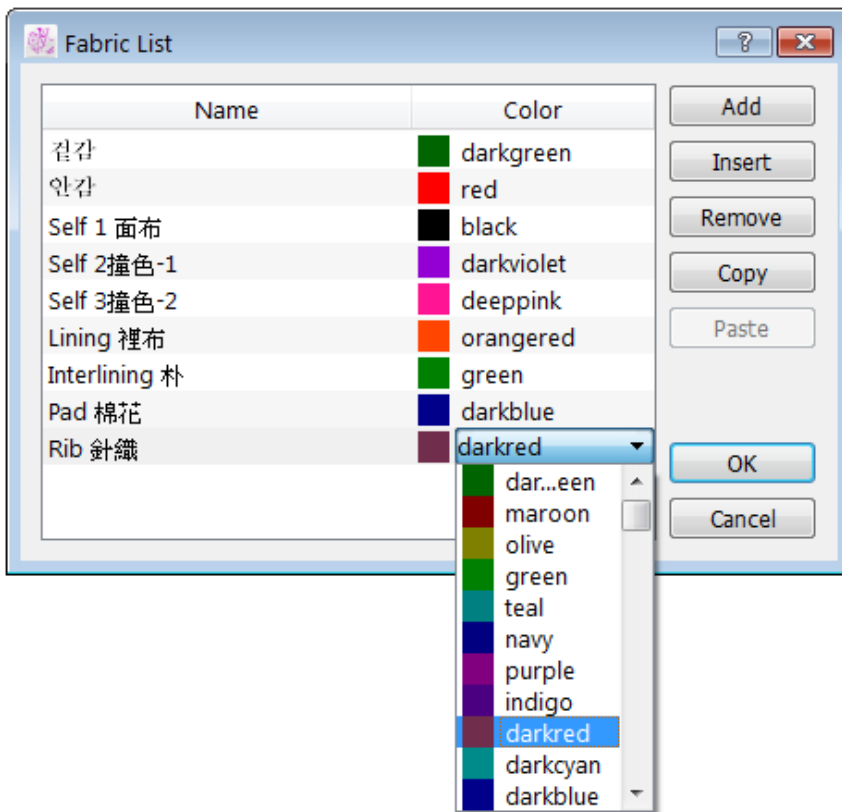 Fabric List
Name Color
겉감 darkgreen
안감 red
Self 1 面布 black
Self 2撞色-1 darkviolet
Self 3撞色-2 deeppink
Lining 裡布 orangered
Interlining 朴 green
Pad 棉花 darkblue
Rib 針織 darkred
dar...een
maroon
olive
green
teal
navy
purple
indigo
darkred
darkcyan
darkblue
Add
Insert
Remove
Copy
Paste
OK
Cancel